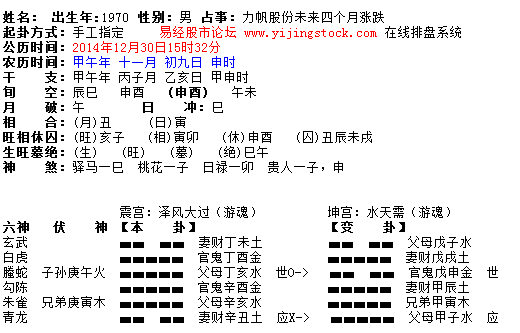 姓名： 出生年:1970 性别: 男 占事: 力帆股份未来四个月涨跌
起卦方式: 手工指定 易经股市论坛 www.yijingstock.com 在线排盘系统
公历时间: 2014年12月30日15时32分
农历时间: 甲午年 十一月 初九日 申时
干 支: 甲午年 丙子月 乙亥日 甲申时
旬 空: 辰巳 申酉 (申酉) 午未
月 破: 午 日 冲: 巳
相 合: (月)丑 (日)寅
旺相休囚: (旺)亥子 (相)寅卯 (休)申酉 (囚)丑辰未戌
生旺墓绝: (生) (旺) (墓) (绝)巳午
神 煞: 驿马—巳 桃花—子 日禄—卯 贵人—子，申
震宫: 泽风大过（游魂） 坤宫: 水天需（游魂）
六神 伏 神 【本 卦】 【变 卦】
玄武 妻财丁未土 父母戊子水
白虎 官鬼丁酉金 妻财戊戌土
螣蛇 子孙庚午火 父母丁亥水 世O-> 官鬼戊申金 世
勾陈 官鬼辛酉金 妻财甲辰土
朱雀 兄弟庚寅木 父母辛亥水 兄弟甲寅木
青龙 妻财辛丑土 应X-> 父母甲子水 应